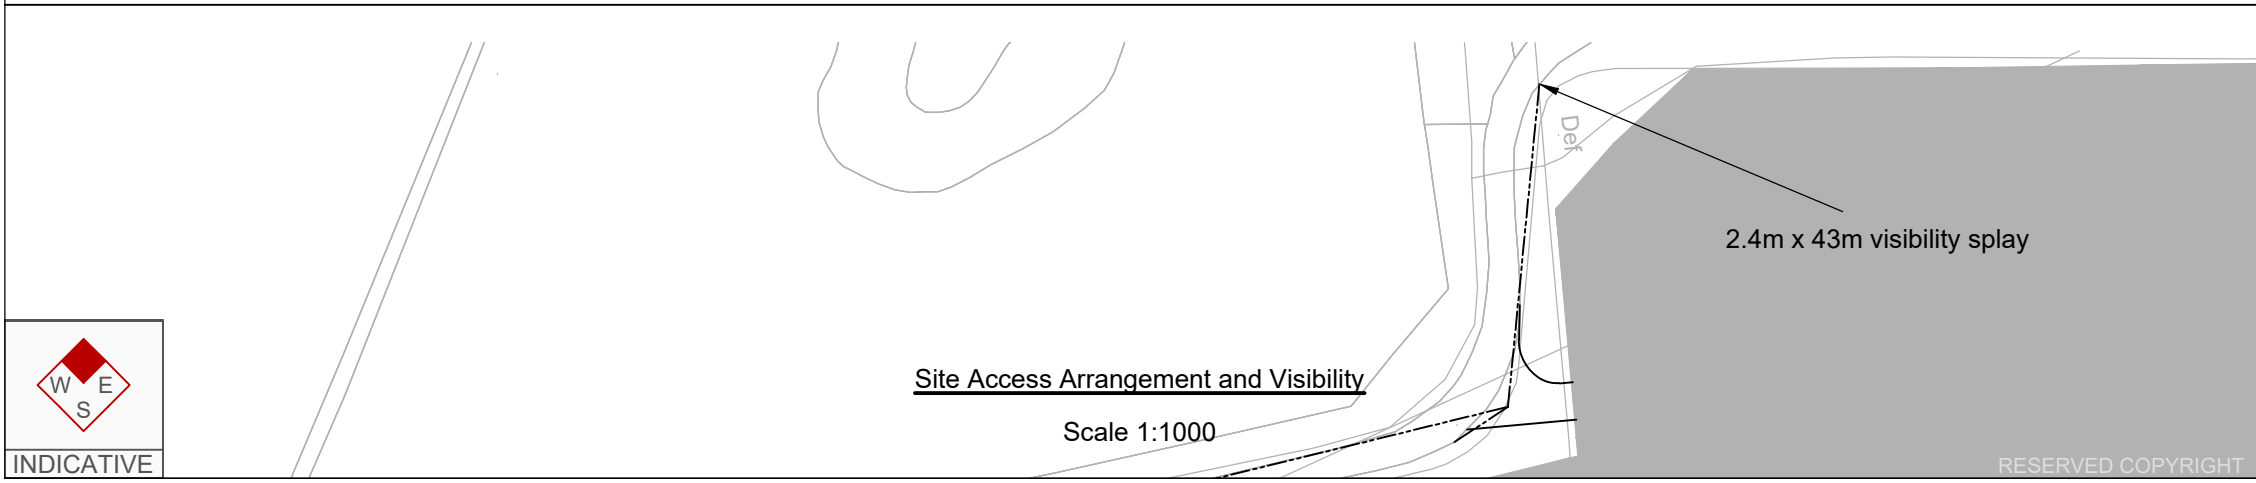 Def
2.4m x 43m visibility splay
W E
S
Site Access Arrangement and Visibility
Scale 1:1000
INDICATIVE
RESERVED COPYRIGHT